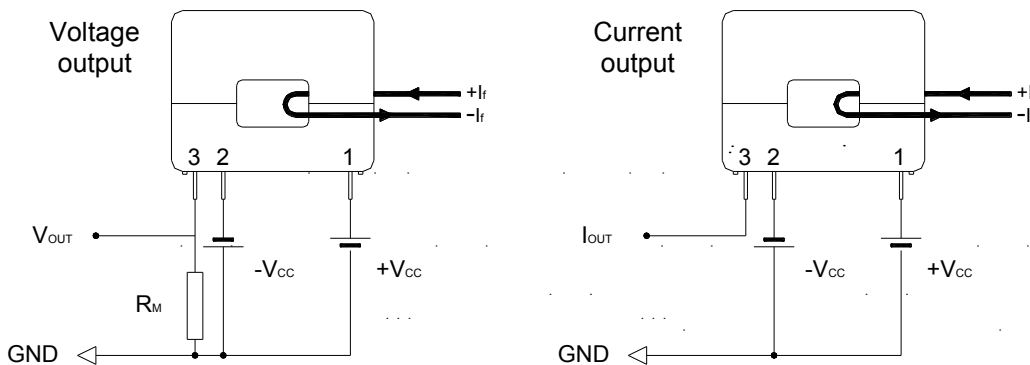 Voltage
output
+If
-If
3 2 1
VOUT
-VCC
+VCC
RM
GND
Current
output
+I
-I
3 2 1
IOUT
-VCC
+VCC
GND